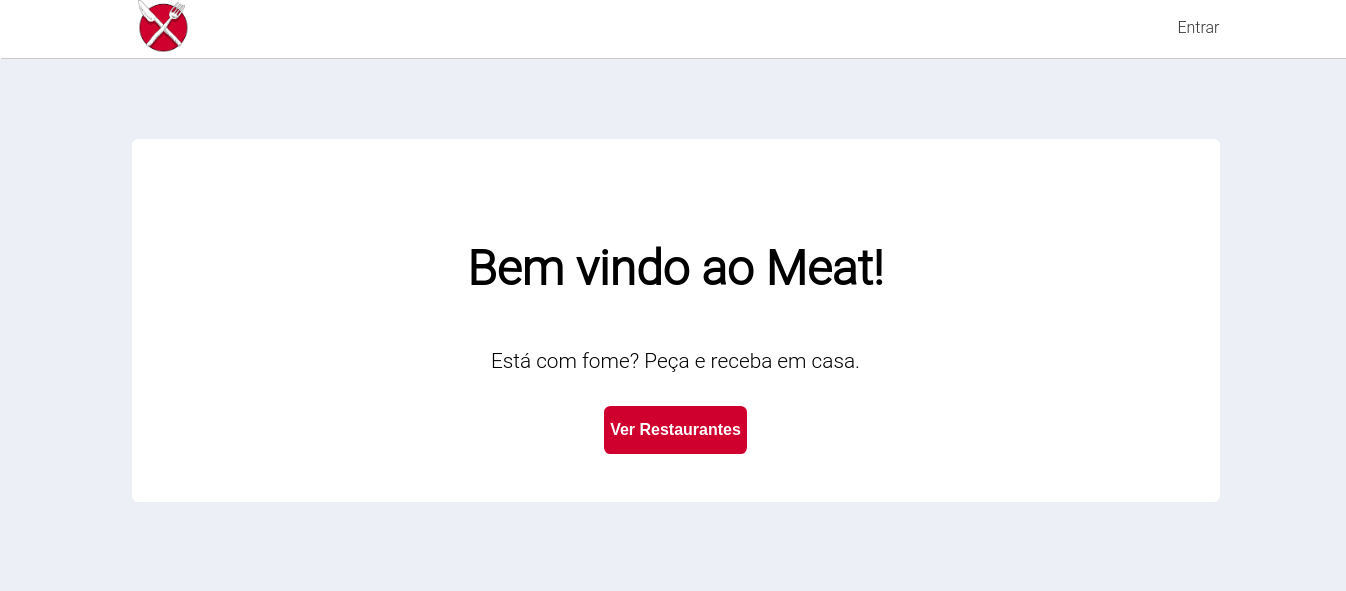 Entrar
Bem vindo ao Meat!
Está com fome? Peça e receba em casa.
Ver Restaurantes